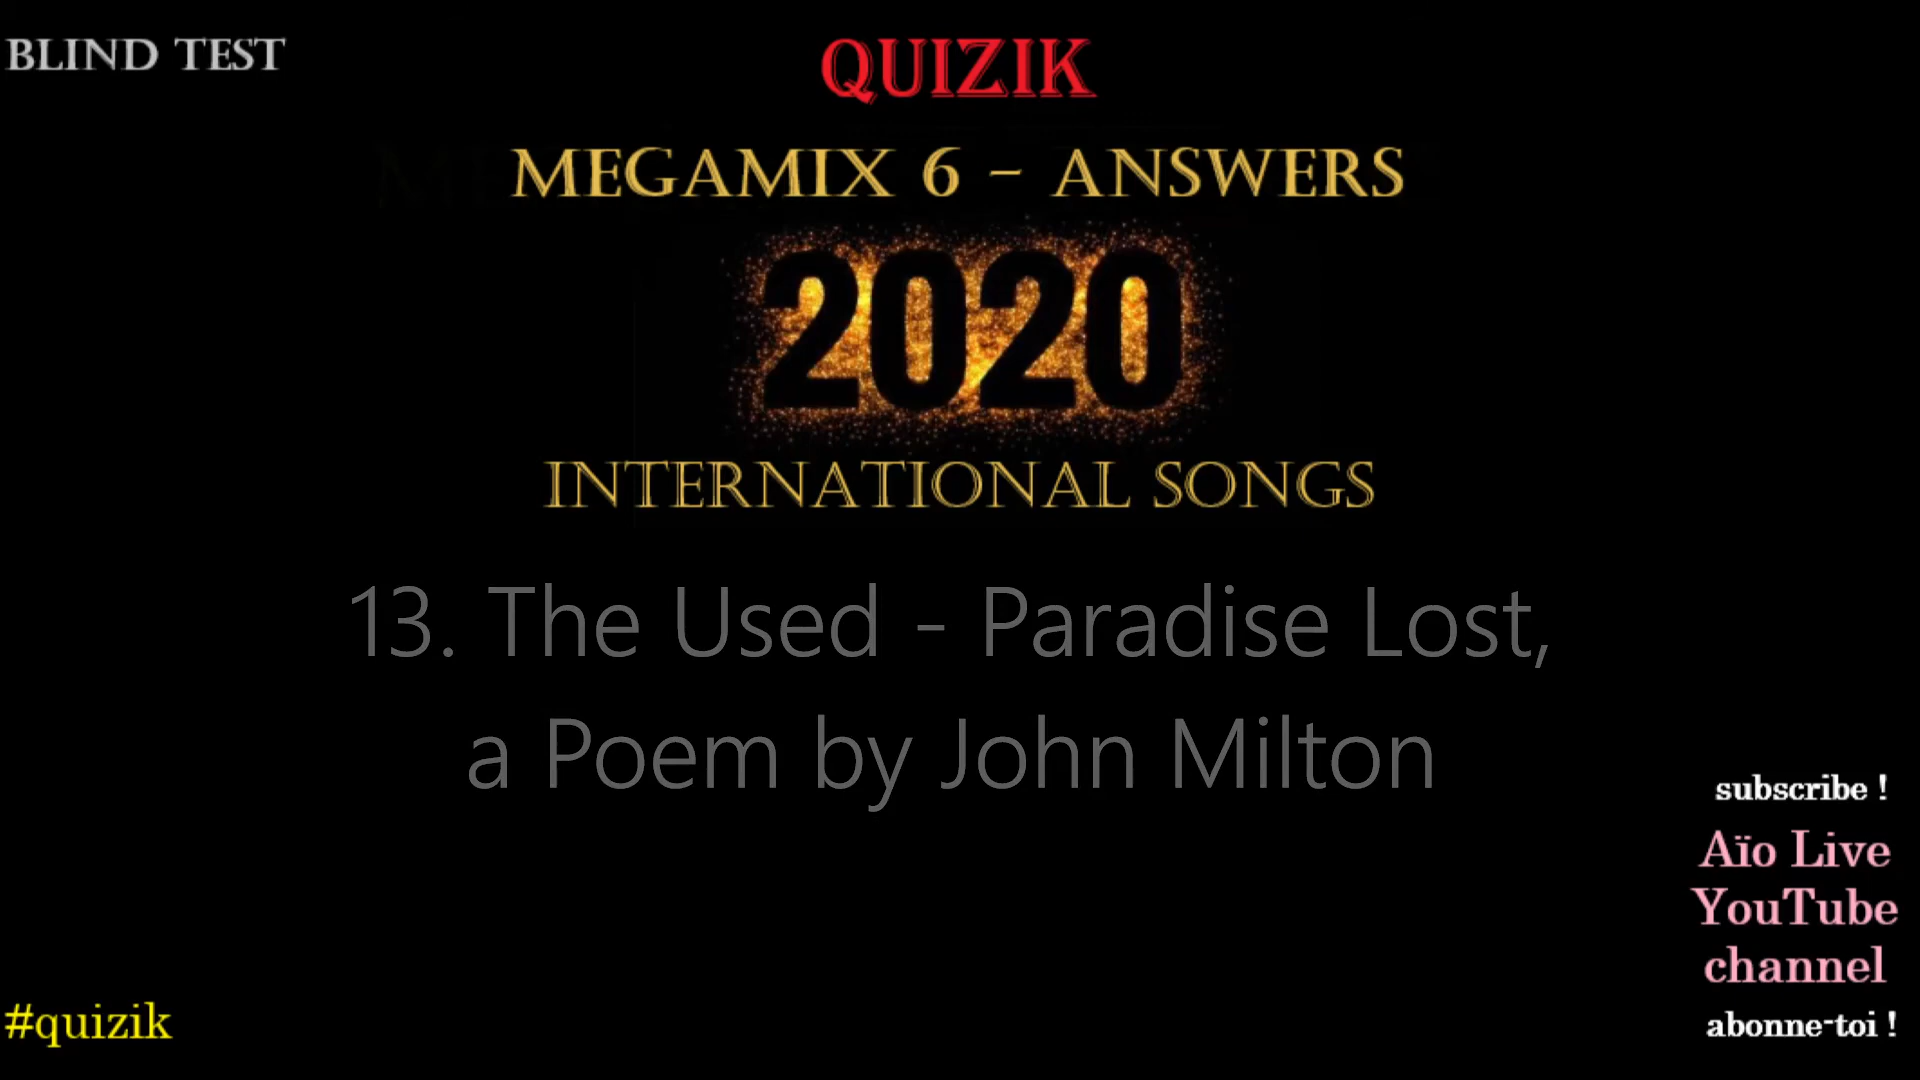 BLIND TEST
QUIZIK
MEGAMIX 6 - ANSWERS
2020
INTERNATIONAL SONGS
13. The Used - Paradise Lost,
a Poem by John Milton
subscribe !
Aïo Live
YouTube
channel
abonne-toi !
#quizik